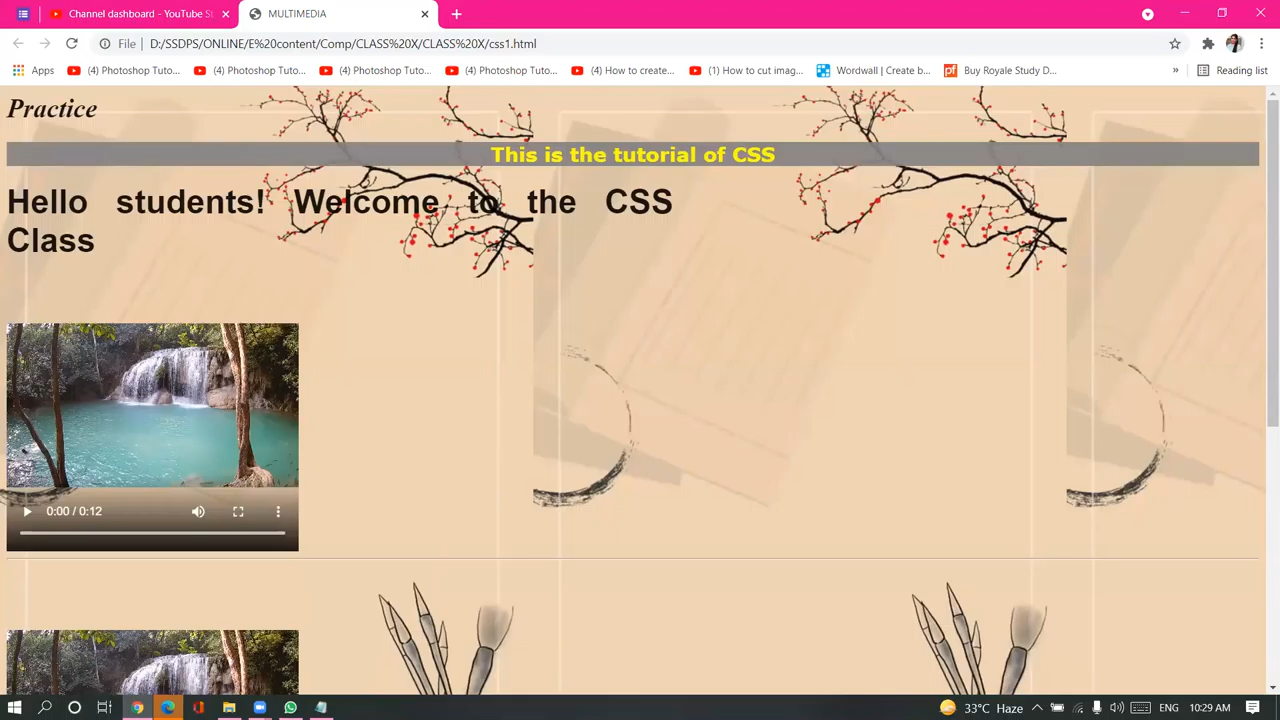 Channel dashboard - YouTube St
MULTIMEDIA
File
D:/SSDPS/ONLINE/E%20content/Comp/CLASS%20X/CLASS%20X/css1.html
Apps
(4) Photoshop Tuto...
(4) Photoshop Tuto...
(4) Photoshop Tuto...
(4) Photoshop Tuto...
(4) How to create...
(1) How to cut imag...
Wordwall | Create b...
Buy Royale Study D...
»
Reading list
Practice
This is the tutorial of CSS
Hello students! Welcome to the CSS
Class
0:00 / 0:12
33°C Haze
ENG
10:29 AM